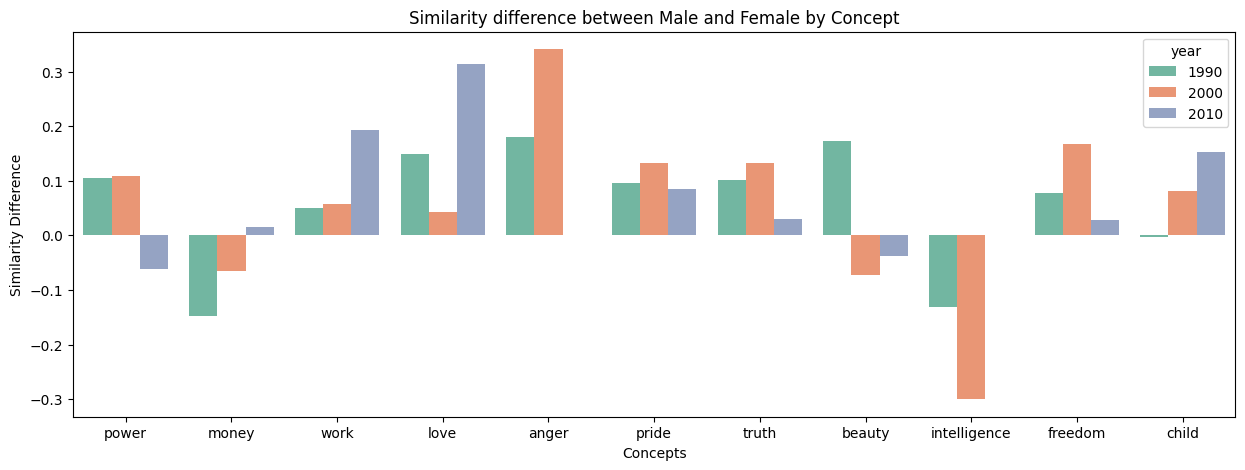 Similarity difference between Male and Female by Concept
year
1990
2000
2010
Similarity Difference
0.3
0.2
0.1
0.0
−0.1
−0.2
−0.3
power money work love anger pride truth beauty intelligence freedom child
Concepts